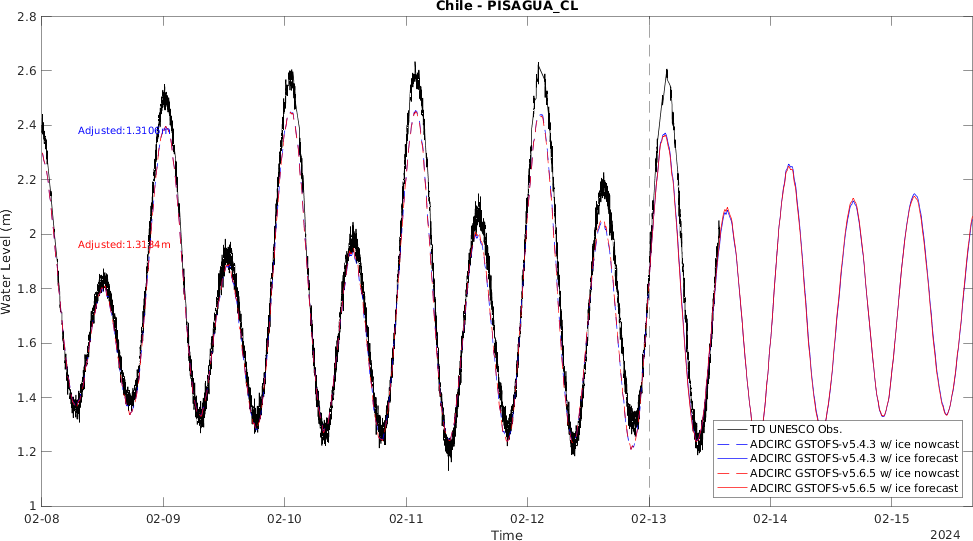 Chile - PISAGUA_CL
2.8
2.6
2.4
2.2
2
1.8
1.6
1.4
1.2
1
Water Level (m)
Adjusted:1.3106m
Adjusted:1.3184m
TD UNESCO Obs.
ADCIRC GSTOFS-v5.4.3 w/ ice nowcast
ADCIRC GSTOFS-v5.4.3 w/ ice forecast
ADCIRC GSTOFS-v5.6.5 w/ ice nowcast
ADCIRC GSTOFS-v5.6.5 w/ ice forecast
02-08
02-09
02-10
02-11
02-12
02-13
02-14
02-15
Time
2024